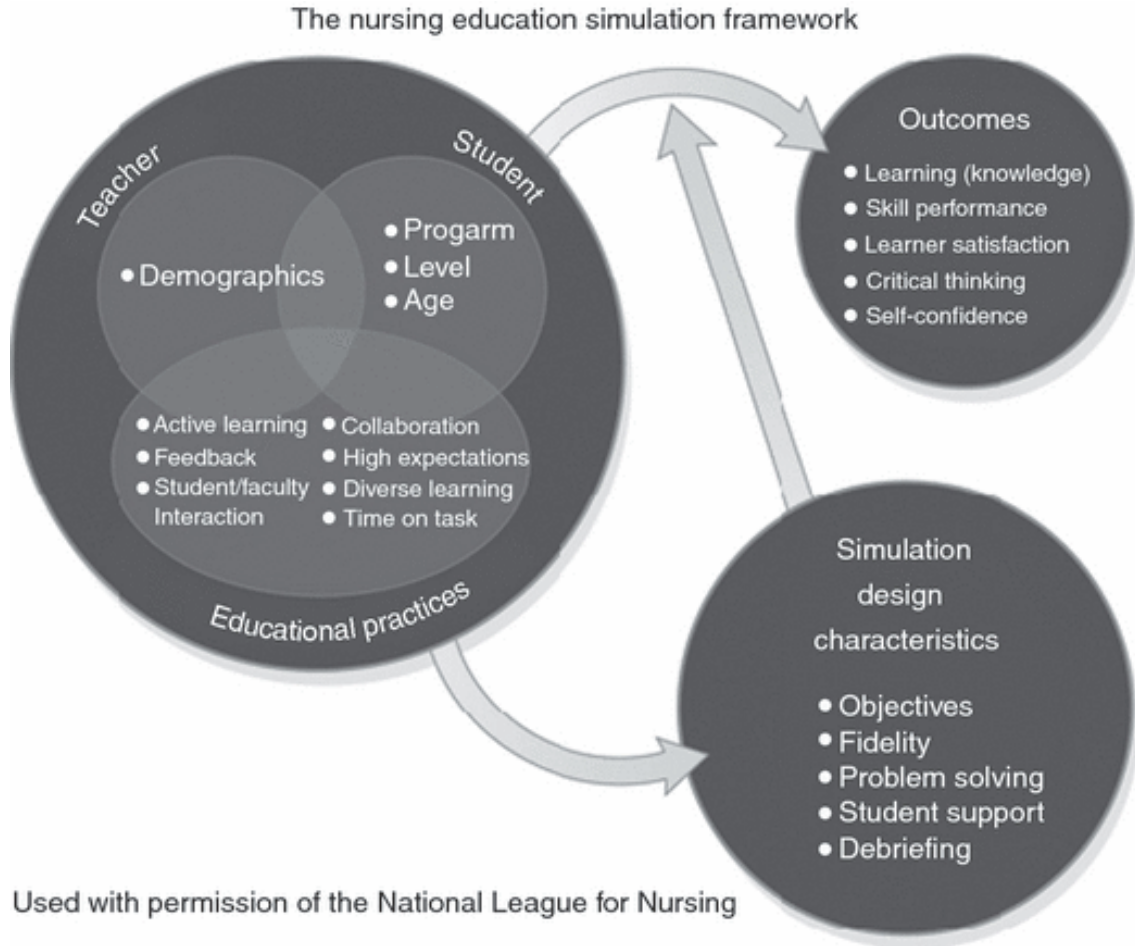 The nursing education simulation framework
Teacher
Student
Demographics
Progarm
Level
Age
Active learning
Feedback
Student/faculty
Interaction
Collaboration
High expectations
Diverse learning
Time on task
Educational practices
Outcomes
Learning (knowledge)
Skill performance
Learner satisfaction
Critical thinking
Self-confidence
Simulation
design
characteristics
Objectives
Fidelity
Problem solving
Student support
Debriefing
Used with permission of the National League for Nursing